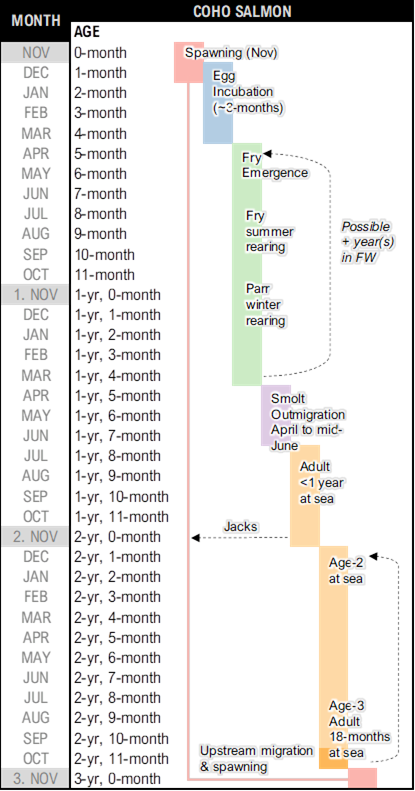 COHO SALMON
MONTH
AGE
NOV 0-month Spawning (Nov)
DEC 1-month Egg
JAN 2-month Incubation
FEB 3-month (~3-months)
MAR 4-month
APR 5-month Fry
MAY 6-month Emergence
JUN 7-month
JUL 8-month Fry Possible
AUG 9-month summer + year(s)
SEP 10-month rearing in FW
OCT 11-month
1. NOV 1-yr, 0-month Parr
DEC 1-yr, 1-month winter
JAN 1-yr, 2-month rearing
FEB 1-yr, 3-month
MAR 1-yr, 4-month
APR 1-yr, 5-month Smolt
MAY 1-yr, 6-month Outmigration
JUN 1-yr, 7-month April to mid-
JUL 1-yr, 8-month June
AUG 1-yr, 9-month Adult
SEP 1-yr, 10-month <1 year
OCT 1-yr, 11-month at sea
2. NOV 2-yr, 0-month Jacks
DEC 2-yr, 1-month Age-2
JAN 2-yr, 2-month at sea
FEB 2-yr, 3-month
MAR 2-yr, 4-month
APR 2-yr, 5-month
MAY 2-yr, 6-month
JUN 2-yr, 7-month
JUL 2-yr, 8-month Age-3
AUG 2-yr, 9-month Adult
SEP 2-yr, 10-month 18-months
OCT 2-yr, 11-month Upstream migration at sea
3. NOV 3-yr, 0-month & spawning